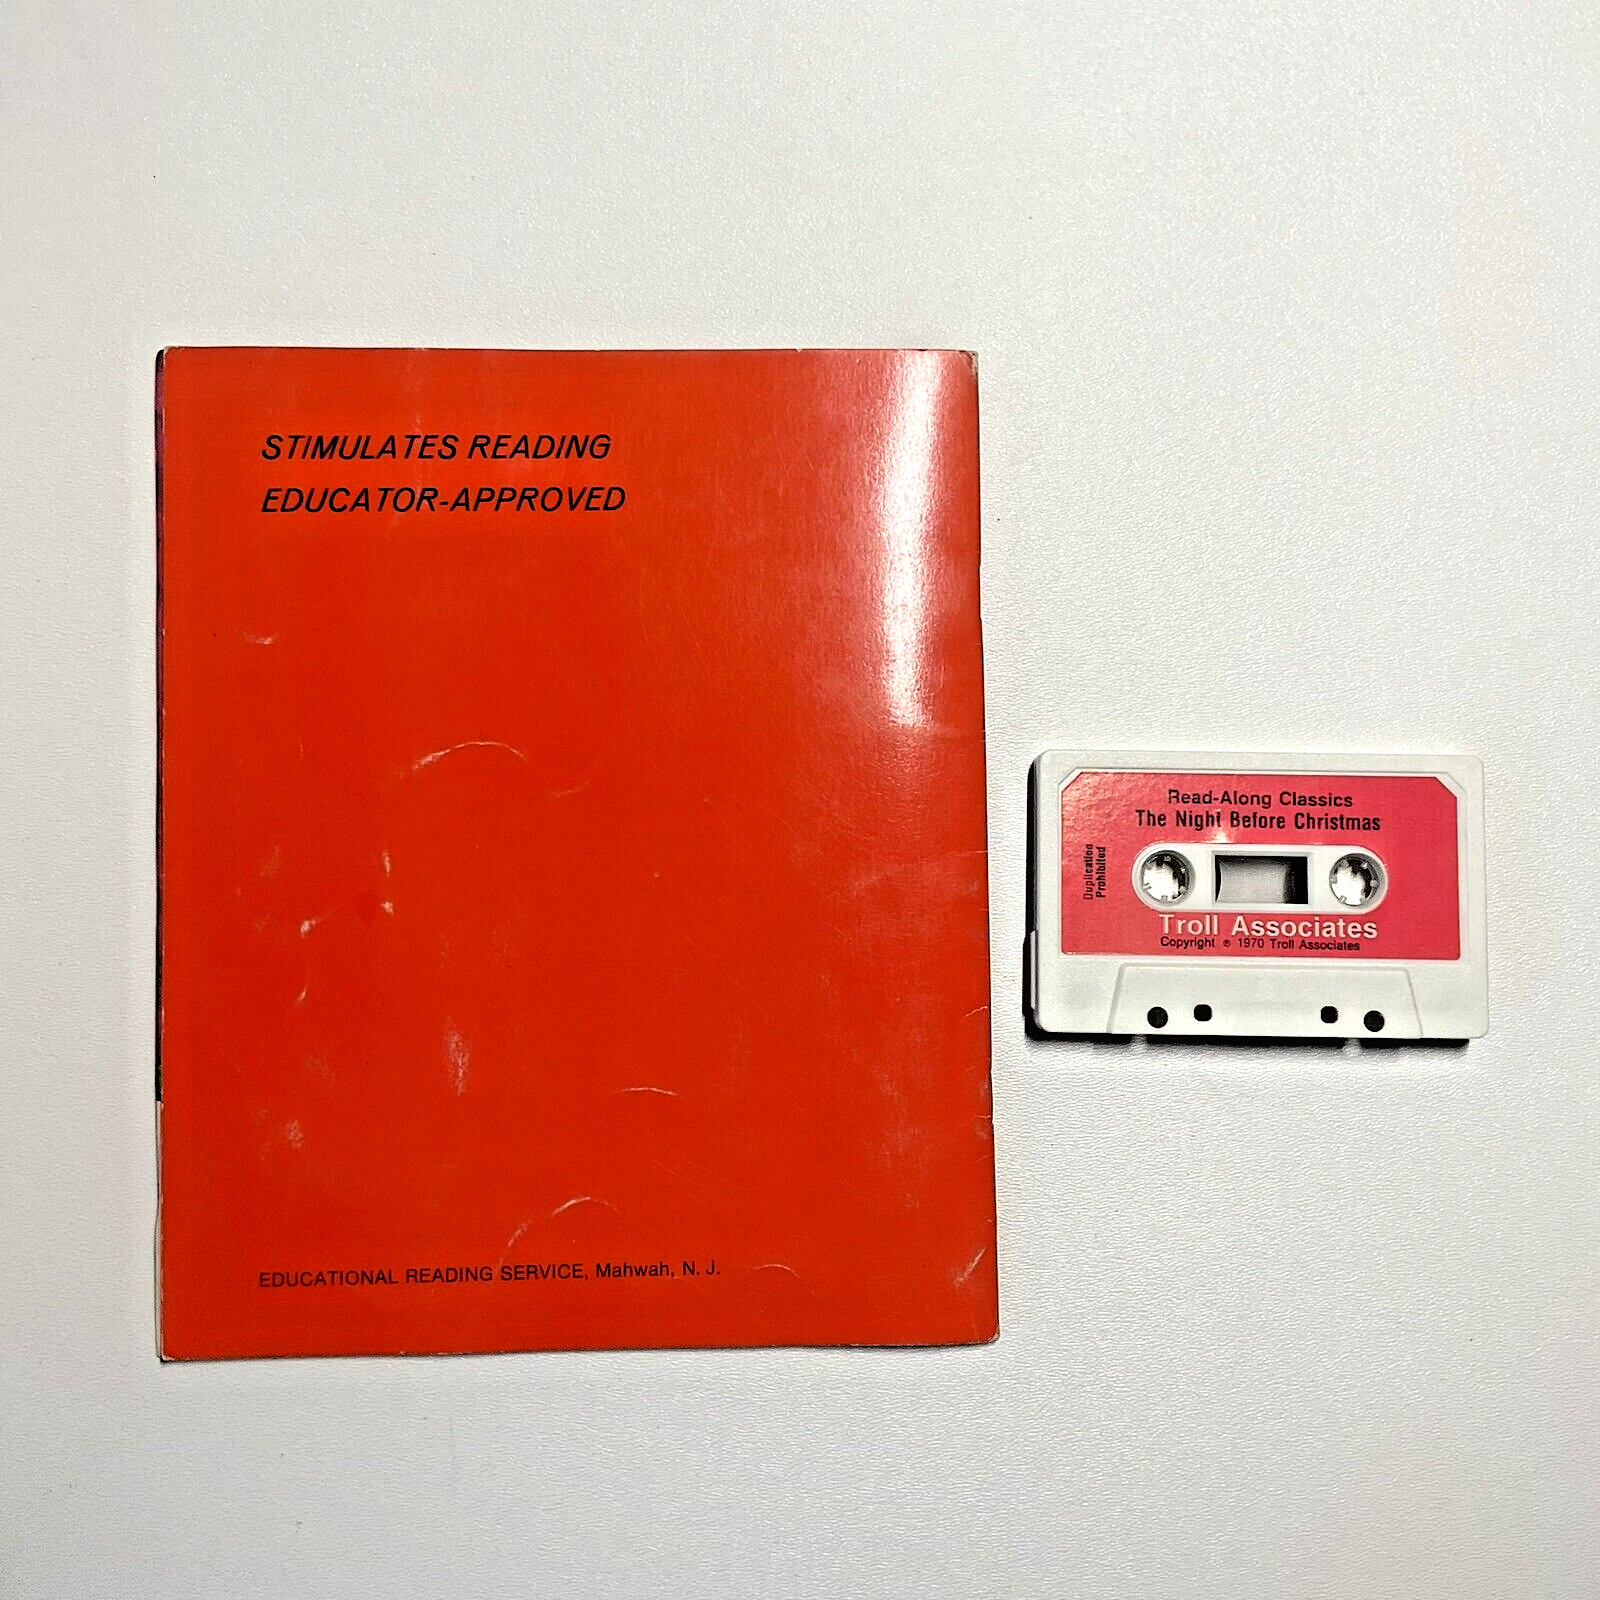 STIMULATES READING
EDUCATOR-APPROVED
EDUCATIONAL READING SERVICE, Mahwah, N. J.
Read-Along Classics
The Night Before Christmas
Duplication
Prohibited
Troll Associates
Copyright ℗ 1970 Troll Associates